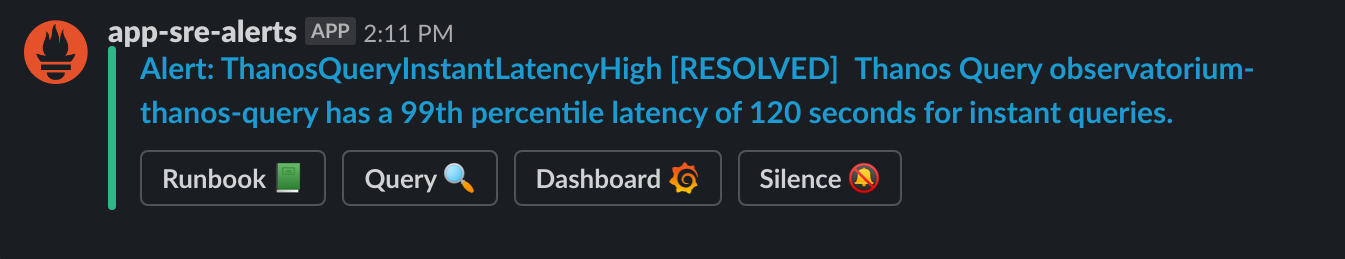 app-sre-alerts APP 2:11 PM
Alert: ThanosQueryInstantLatencyHigh [RESOLVED]  Thanos Query observatorium-
thanos-query has a 99th percentile latency of 120 seconds for instant queries.
Runbook Query Dashboard Silence